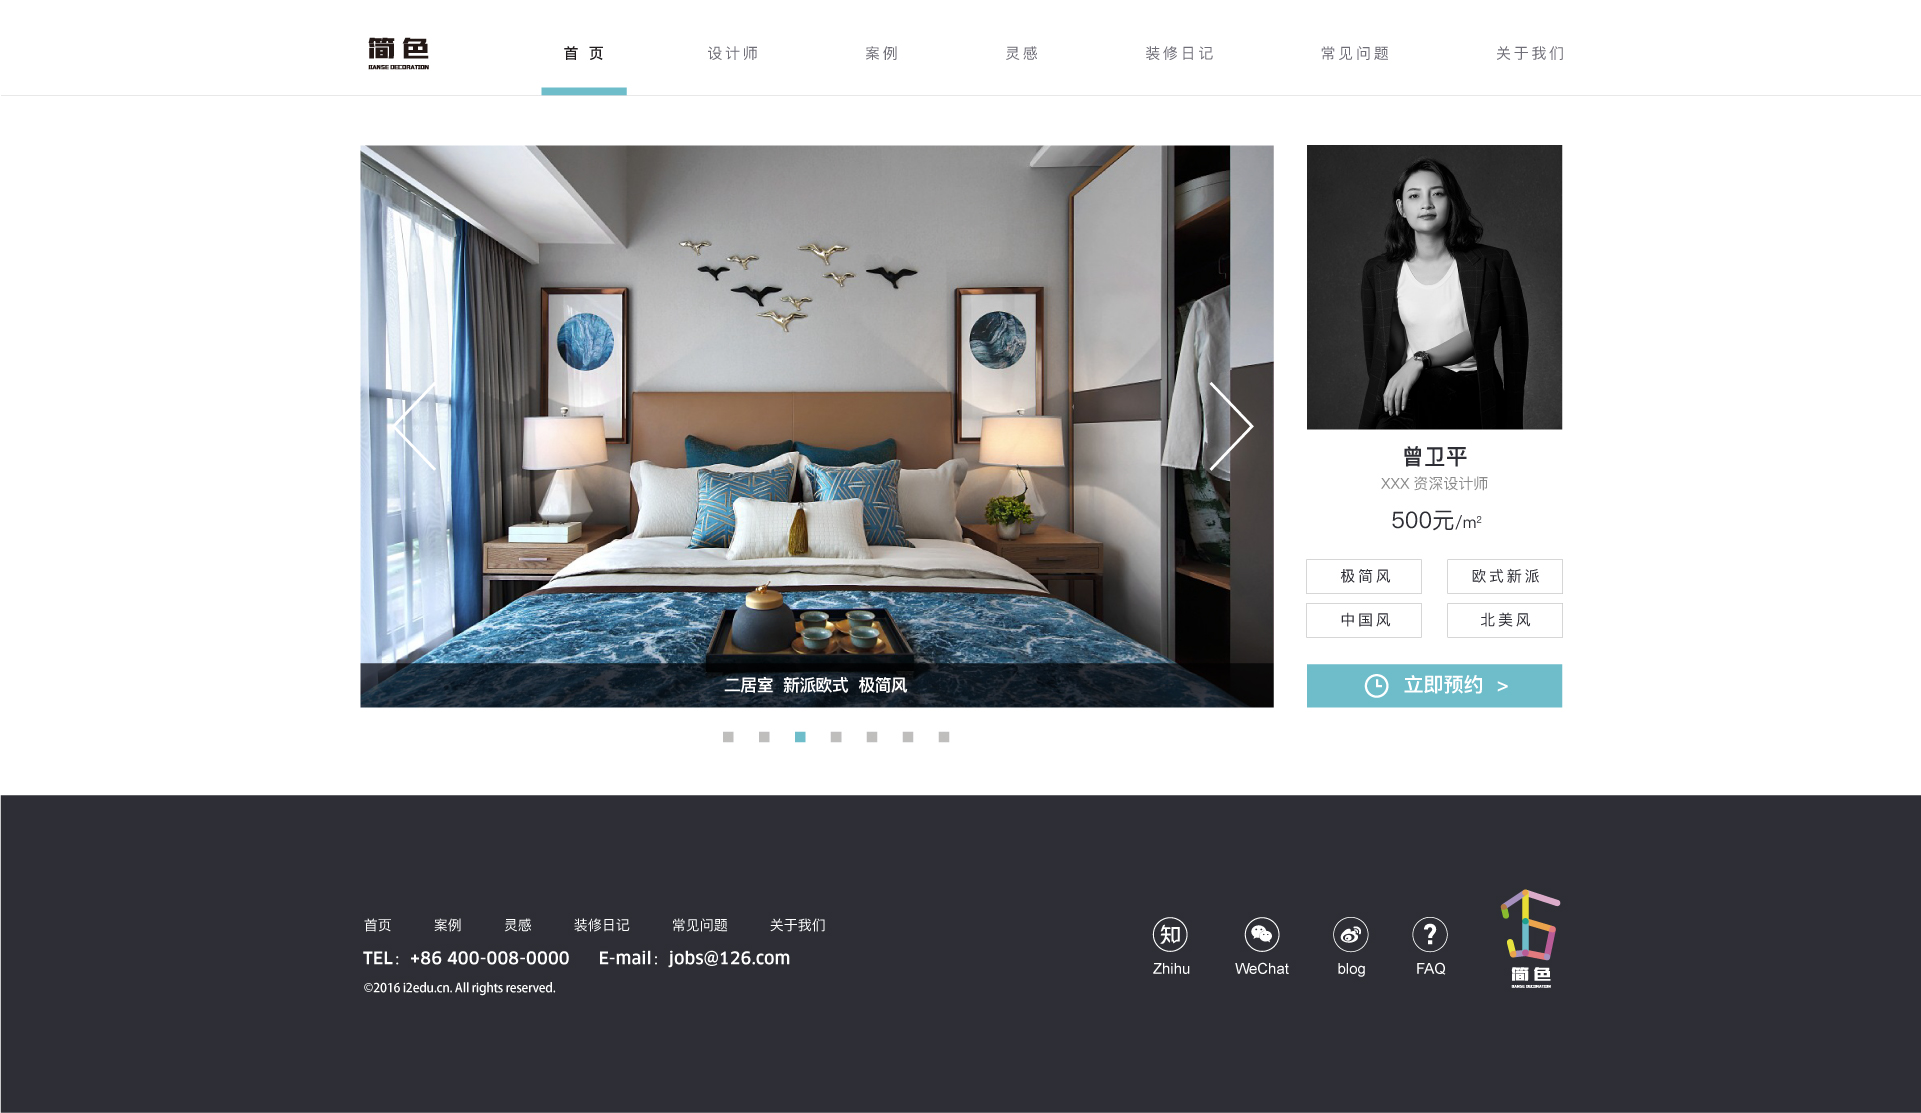 简色
DANSE DECORATION
首页 设计师 案例 灵感 装修日记 常见问题 关于我们
二居室 新派欧式 极简风
曾卫平
XXX 资深设计师
500元/m²
极简风 欧式新派
中国风 北美风
立即预约 >
首页 案例 灵感 装修日记 常见问题 关于我们
TEL: +86 400-008-0000 E-mail: jobs@126.com
©2016 i2edu.cn. All rights reserved.
知 ?
Zhihu WeChat blog FAQ
简色
DANSE DECORATION